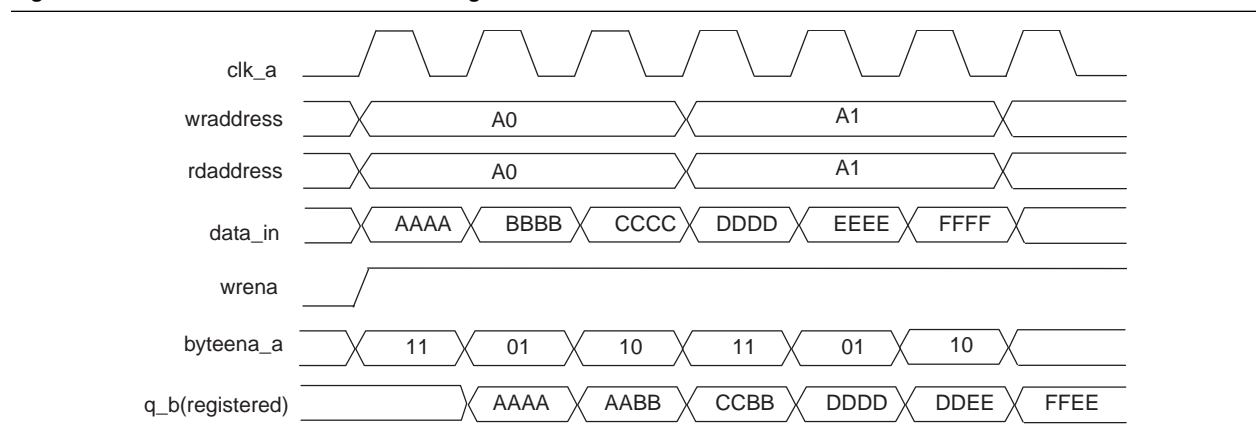 clk_a
wraddress A0 A1
rdaddress A0 A1
data_in AAAA BBBB CCCC DDDD EEEE FFFF
wrena
byteena_a 11 01 10 11 01 10
q_b(registered) AAAA AABB CCBB DDDD DDEE FFEE